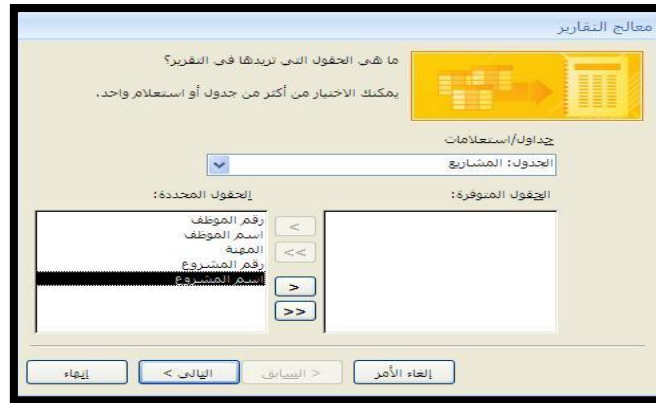 معالج التقارير
ما هي الحقول التي تريدها في التقرير؟
يمكنك الاختيار من أكثر من جدول أو استعلام واحد.
جداول/استعلامات
الجدول: المشاريع
الحقول المتوفرة:
الحقول المحددة:
رقم الموظف
اسم الموظف
المهنة
رقم المشروع
اسم المشروع
>
>>
<
<<
إلغاء الأمر
< السابق
التالي >
إنهاء